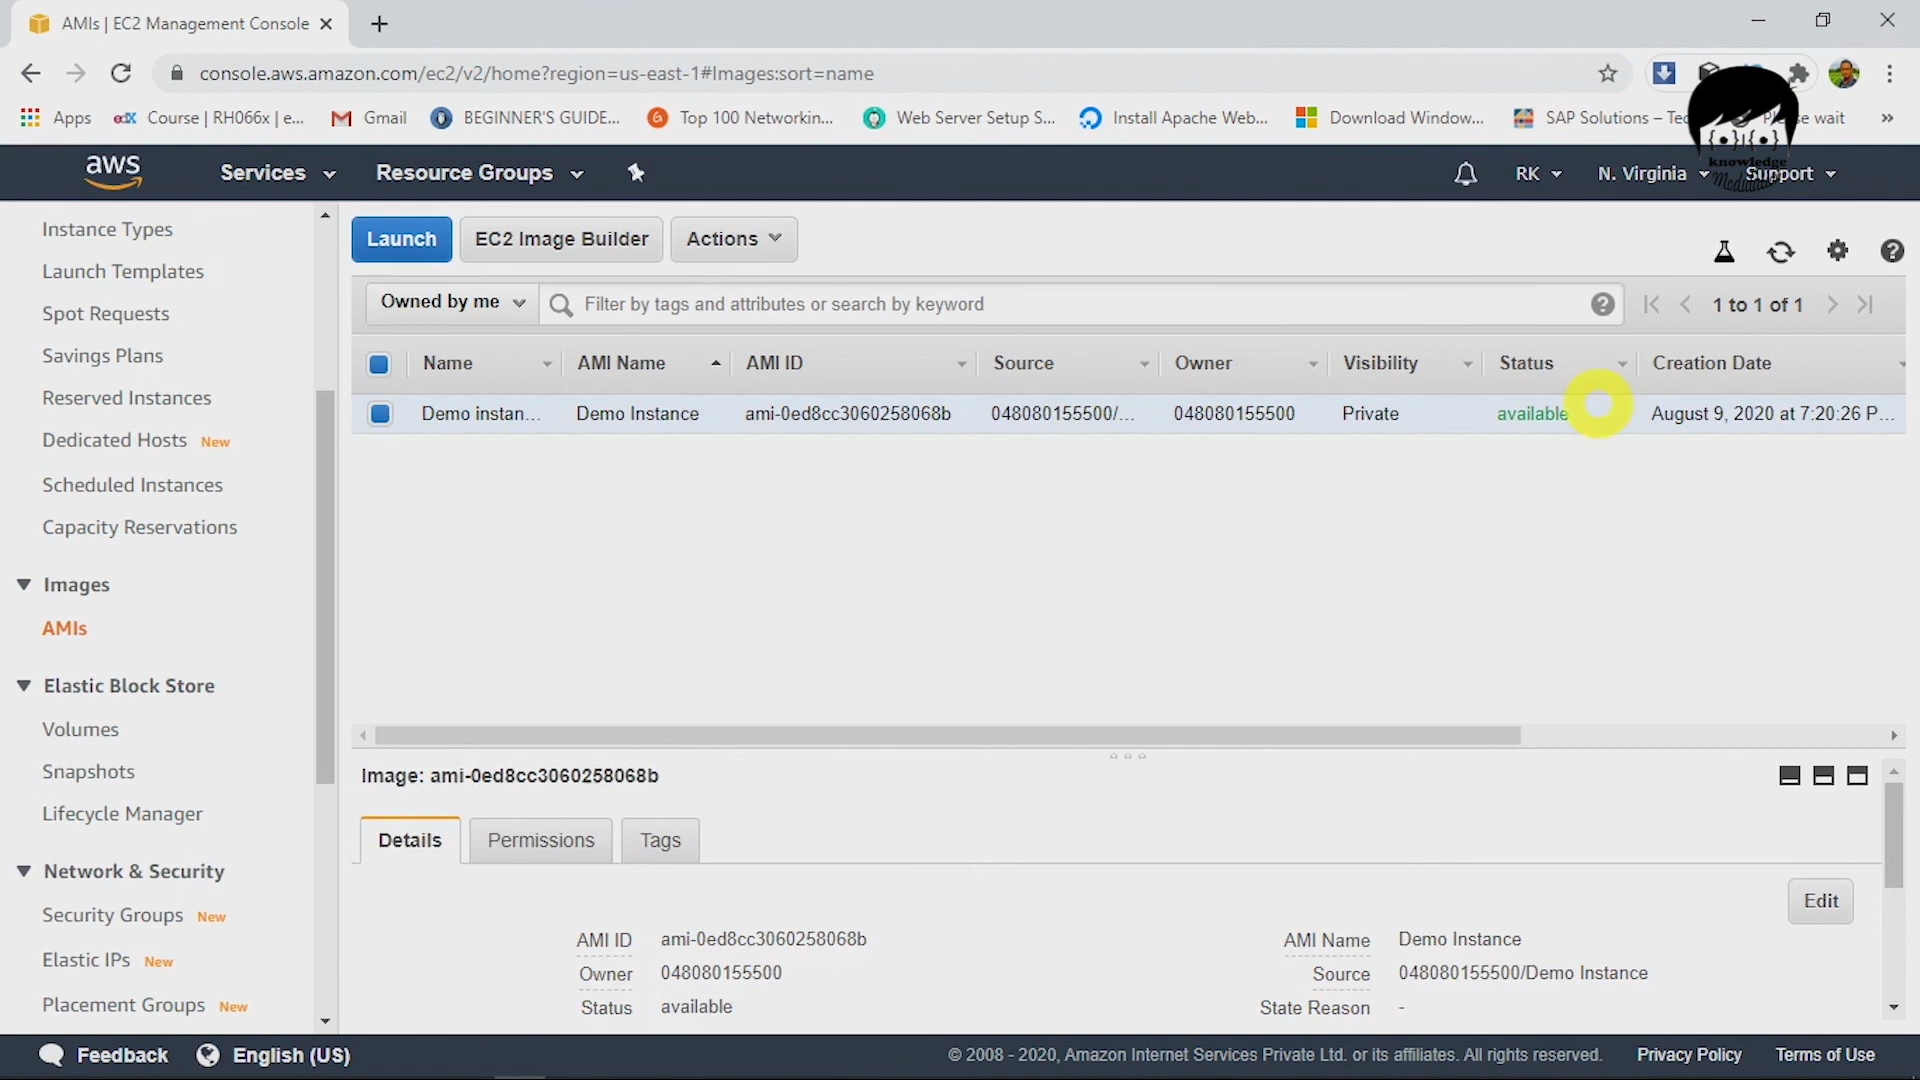 AMIs | EC2 Management Console
console.aws.amazon.com/ec2/v2/home?region=us-east-1#Images:sort=name
Apps edX Course | RH066x | e... Gmail BEGINNER'S GUIDE... Top 100 Networkin... Web Server Setup S... Install Apache Web... Download Window... SAP Solutions – Tec wait »
knowledge
aws Services Resource Groups RK N. Virginia Support
Instance Types
Launch Templates
Spot Requests
Savings Plans
Reserved Instances
Dedicated Hosts New
Scheduled Instances
Capacity Reservations
Images
AMIs
Elastic Block Store
Volumes
Snapshots
Lifecycle Manager
Network & Security
Security Groups New
Elastic IPs New
Placement Groups New
Launch EC2 Image Builder Actions
Owned by me Filter by tags and attributes or search by keyword 1 to 1 of 1
Name AMI Name AMI ID Source Owner Visibility Status Creation Date
Demo instan... Demo Instance ami-0ed8cc3060258068b 048080155500/... 048080155500 Private available August 9, 2020 at 7:20:26 P...
Image: ami-0ed8cc3060258068b
Details Permissions Tags
Edit
AMI ID ami-0ed8cc3060258068b AMI Name Demo Instance
Owner 048080155500 Source 048080155500/Demo Instance
Status available State Reason -
Feedback English (US) © 2008 - 2020, Amazon Internet Services Private Ltd. or its affiliates. All rights reserved. Privacy Policy Terms of Use